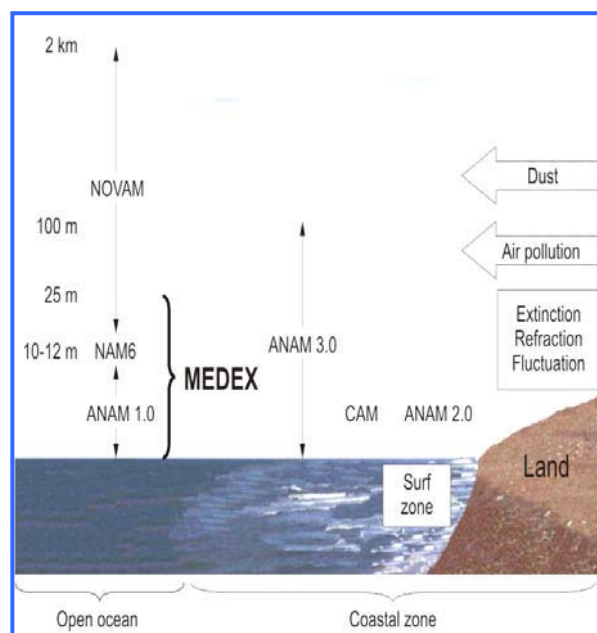 2 km
NOVAM
Dust
100 m
Air pollution
25 m
Extinction
Refraction
Fluctuation
10-12 m
NAM6
ANAM 3.0
MEDEX
ANAM 1.0
CAM
ANAM 2.0
Land
Surf
zone
Open ocean
Coastal zone